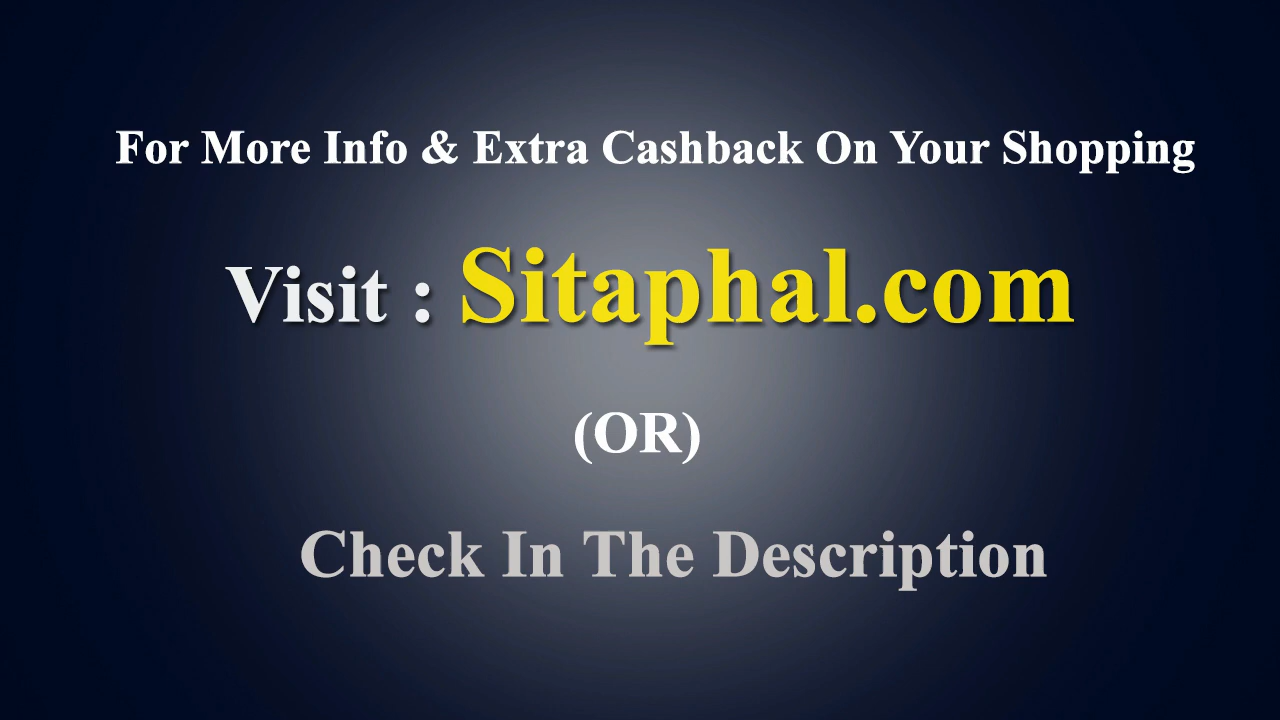 For More Info & Extra Cashback On Your Shopping
Visit : Sitaphal.com
(OR)
Check In The Description